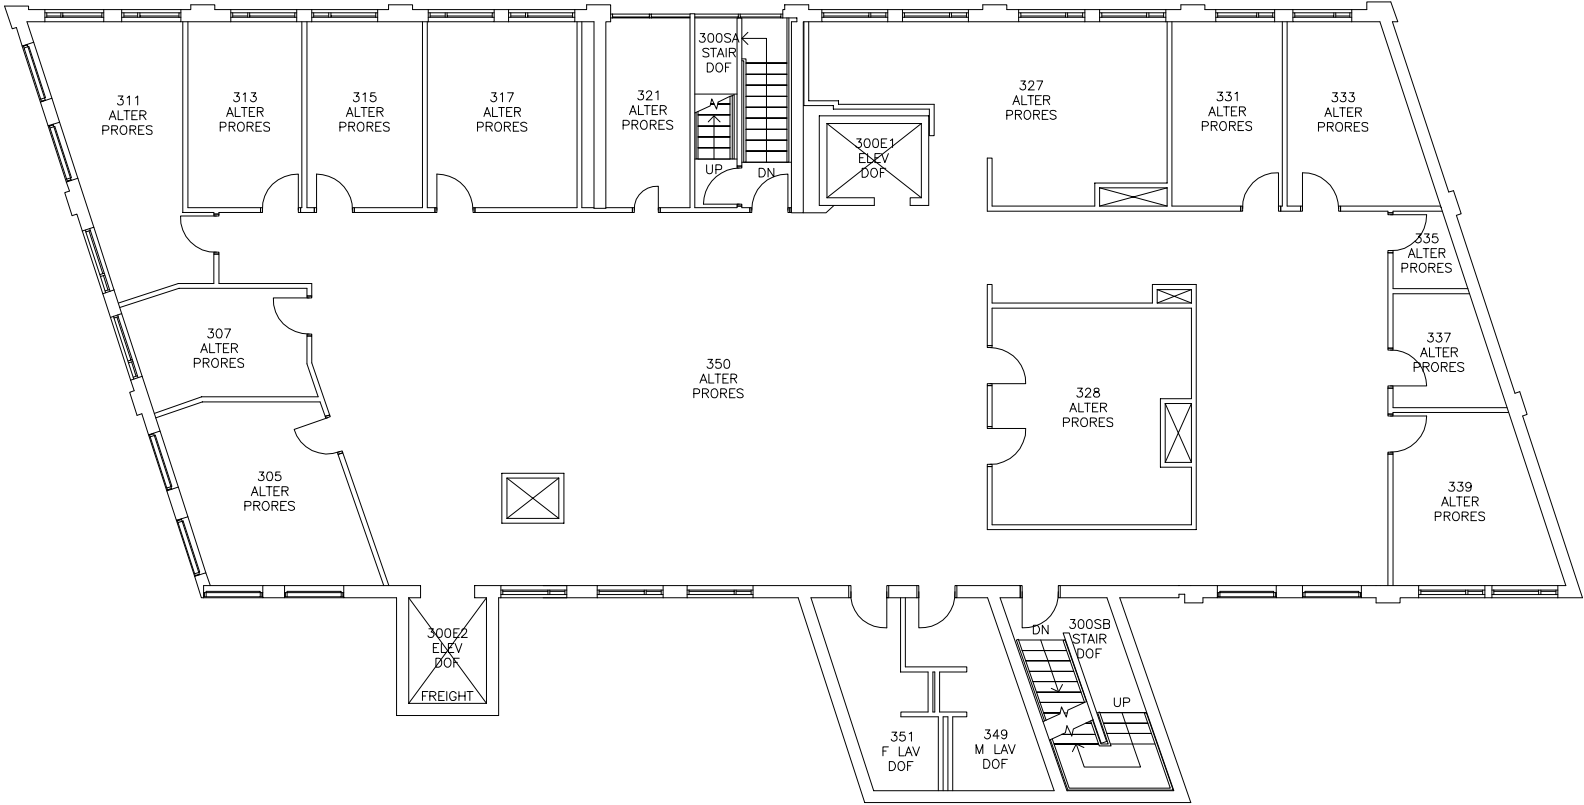 300SA
STAIR
DOF
311
ALTER
PRORES
313
ALTER
PRORES
315
ALTER
PRORES
317
ALTER
PRORES
321
ALTER
PRORES
UP
DN
327
ALTER
PRORES
331
ALTER
PRORES
333
ALTER
PRORES
300E1
ELEV
DOF
335
ALTER
PRORES
307
ALTER
PRORES
337
ALTER
PRORES
350
ALTER
PRORES
328
ALTER
PRORES
305
ALTER
PRORES
339
ALTER
PRORES
300E2
ELEV
DOF
FREIGHT
DN
300SB
STAIR
DOF
UP
351
F LAV
DOF
349
M LAV
DOF